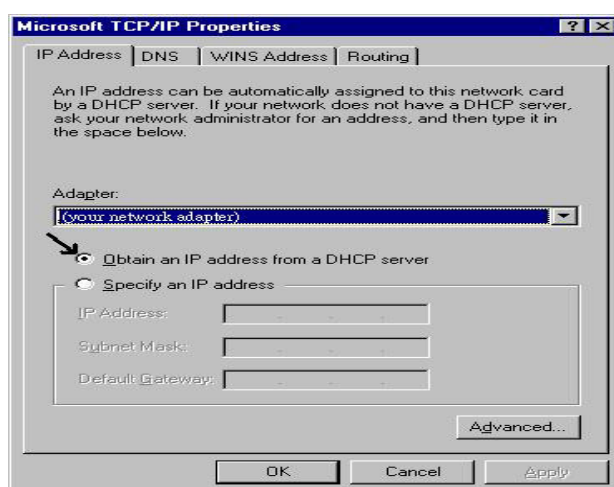 Microsoft TCP/IP Properties
IP Address
DNS
WINS Address
Routing
An IP address can be automatically assigned to this network card
by a DHCP server. If your network does not have a DHCP server,
ask your network administrator for an address, and then type it in
the space below.
Adapter:
(your network adapter)
Obtain an IP address from a DHCP server
Specify an IP address
IP Address:
Subnet Mask:
Default Gateway:
Advanced...
OK
Cancel
Apply